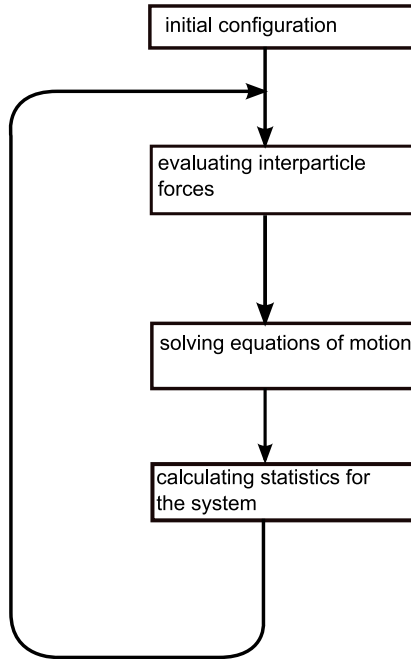 initial configuration
evaluating interparticle
forces
solving equations of motion
calculating statistics for
the system